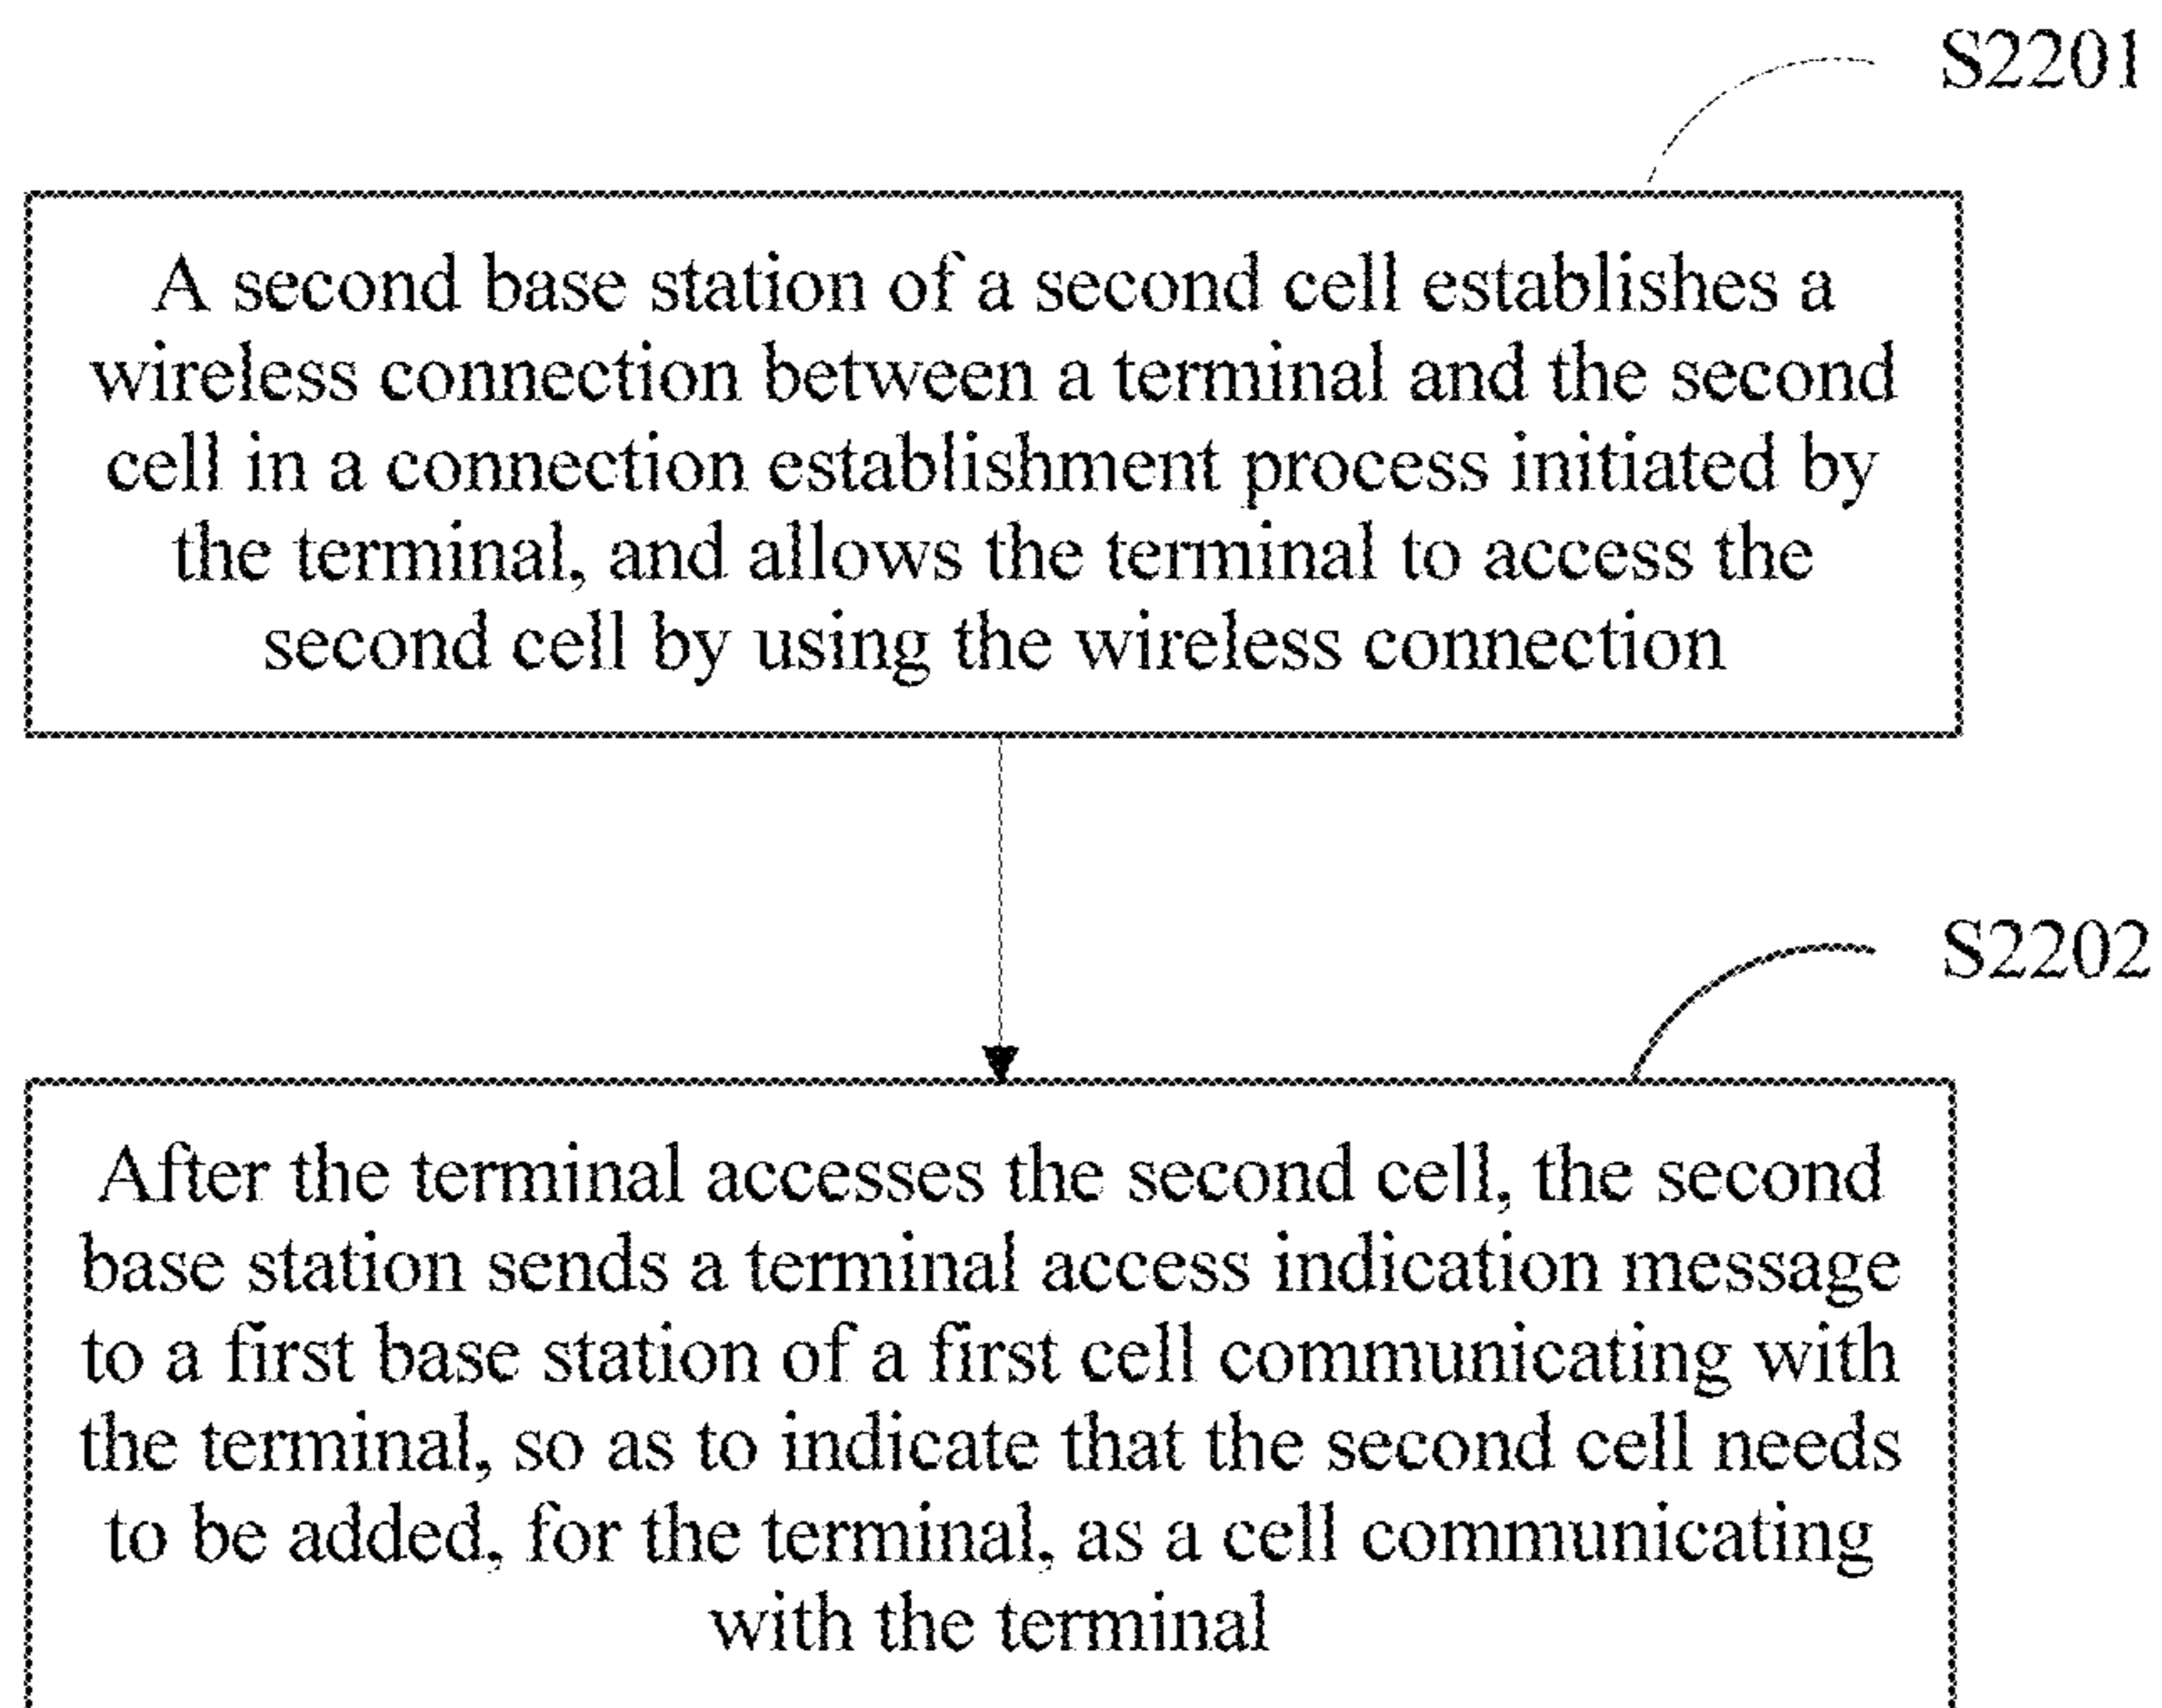 S2201
A second base station of a second cell establishes a
wireless connection between a terminal and the second
cell in a connection establishment process initiated by
the terminal, and allows the terminal to access the
second cell by using the wireless connection
S2202
After the terminal accesses the second cell, the second
base station sends a terminal access indication message
to a first base station of a first cell communicating with
the terminal, so as to indicate that the second cell needs
to be added, for the terminal, as a cell communicating
with the terminal